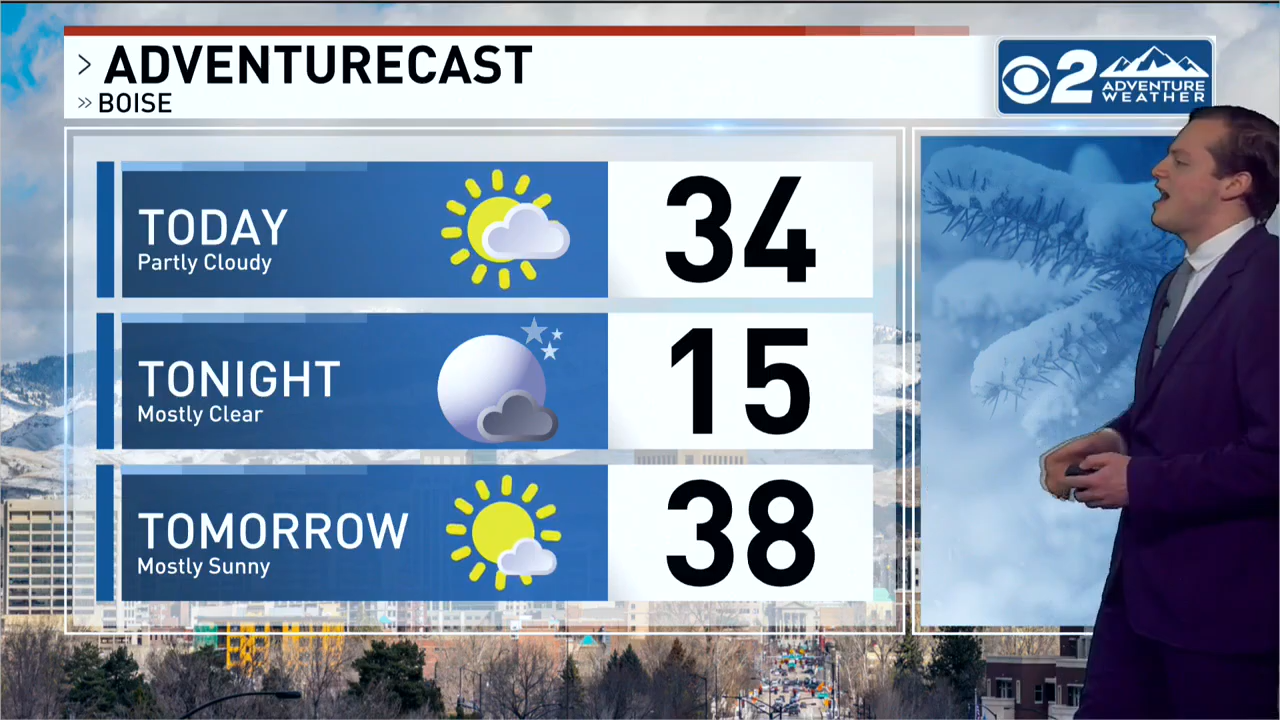 > ADVENTURECAST
>> BOISE
2 ADVENTURE
WEATHER
TODAY
Partly Cloudy
34
TONIGHT
Mostly Clear
15
TOMORROW
Mostly Sunny
38